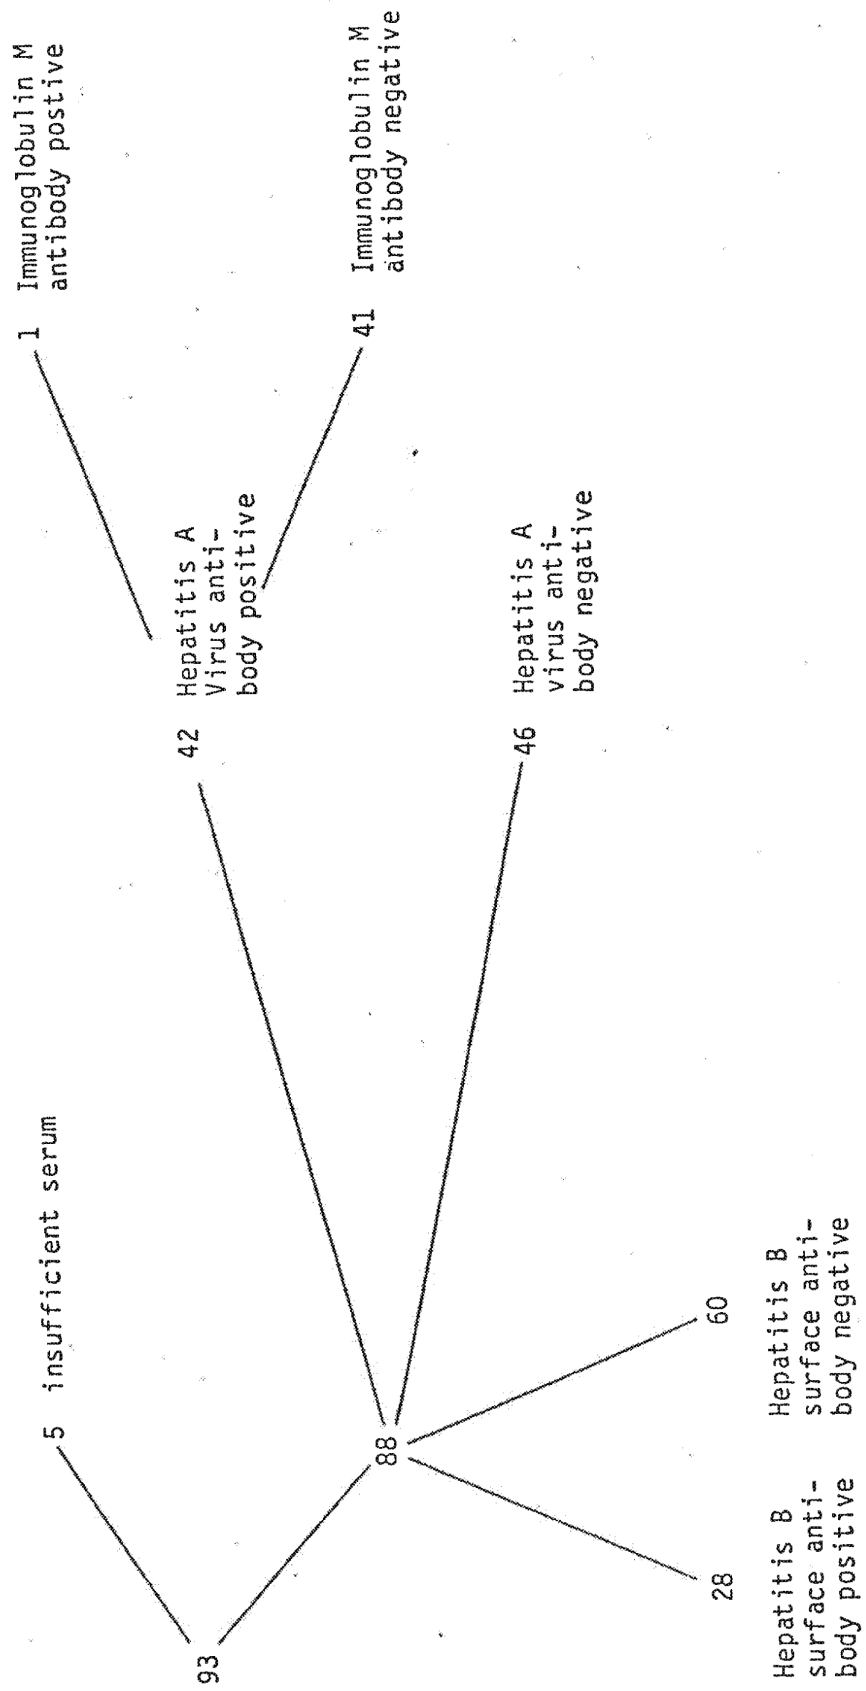 1 Immunoglobulin M
antibody postive
5 insufficient serum
42 Hepatitis A
Virus anti-
body positive
93
41 Immunoglobulin M
antibody negative
88
46 Hepatitis A
virus anti-
body negative
28
60
Hepatitis B
surface anti-
body positive
Hepatitis B
surface anti-
body negative